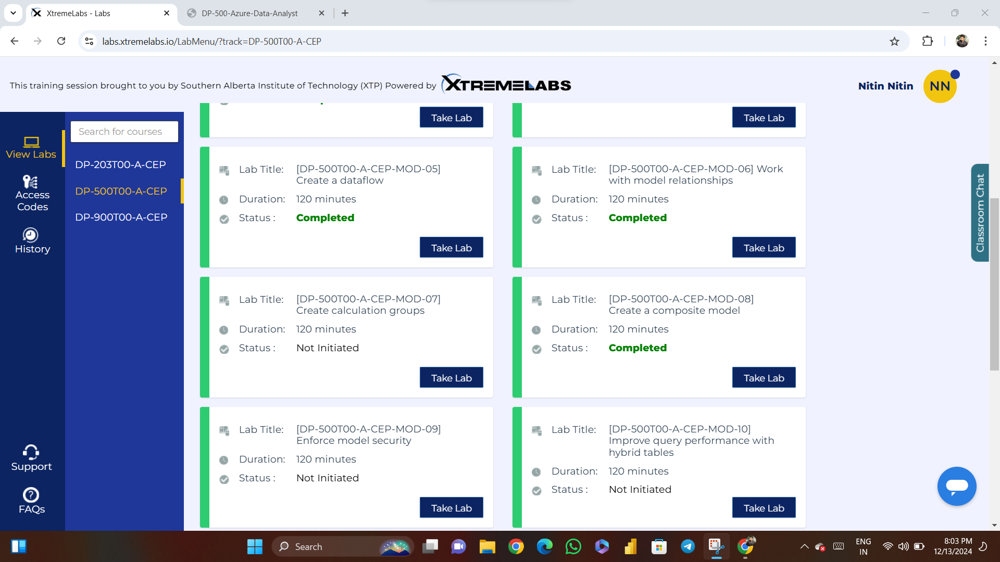 XtremeLabs - Labs
DP-500-Azure-Data-Analyst
labs.xtremelabs.io/LabMenu/?track=DP-500T00-A-CEP
This training session brought to you by Southern Alberta Institute of Technology (XTP) Powered by XTREMELABS
Nitin Nitin
NN
Search for courses
View Labs
DP-203T00-A-CEP
DP-500T00-A-CEP
DP-900T00-A-CEP
Access
Codes
History
Support
FAQs
Take Lab
Take Lab
Lab Title: [DP-500T00-A-CEP-MOD-05]
Create a dataflow
Duration: 120 minutes
Status : Completed
Take Lab
Lab Title: [DP-500T00-A-CEP-MOD-06] Work
with model relationships
Duration: 120 minutes
Status : Completed
Take Lab
Lab Title: [DP-500T00-A-CEP-MOD-07]
Create calculation groups
Duration: 120 minutes
Status : Not Initiated
Take Lab
Lab Title: [DP-500T00-A-CEP-MOD-08]
Create a composite model
Duration: 120 minutes
Status : Completed
Take Lab
Lab Title: [DP-500T00-A-CEP-MOD-09]
Enforce model security
Duration: 120 minutes
Status : Not Initiated
Take Lab
Lab Title: [DP-500T00-A-CEP-MOD-10]
Improve query performance with
hybrid tables
Duration: 120 minutes
Status : Not Initiated
Take Lab
Classroom Chat
Search
ENG
IN
8:03 PM
12/13/2024